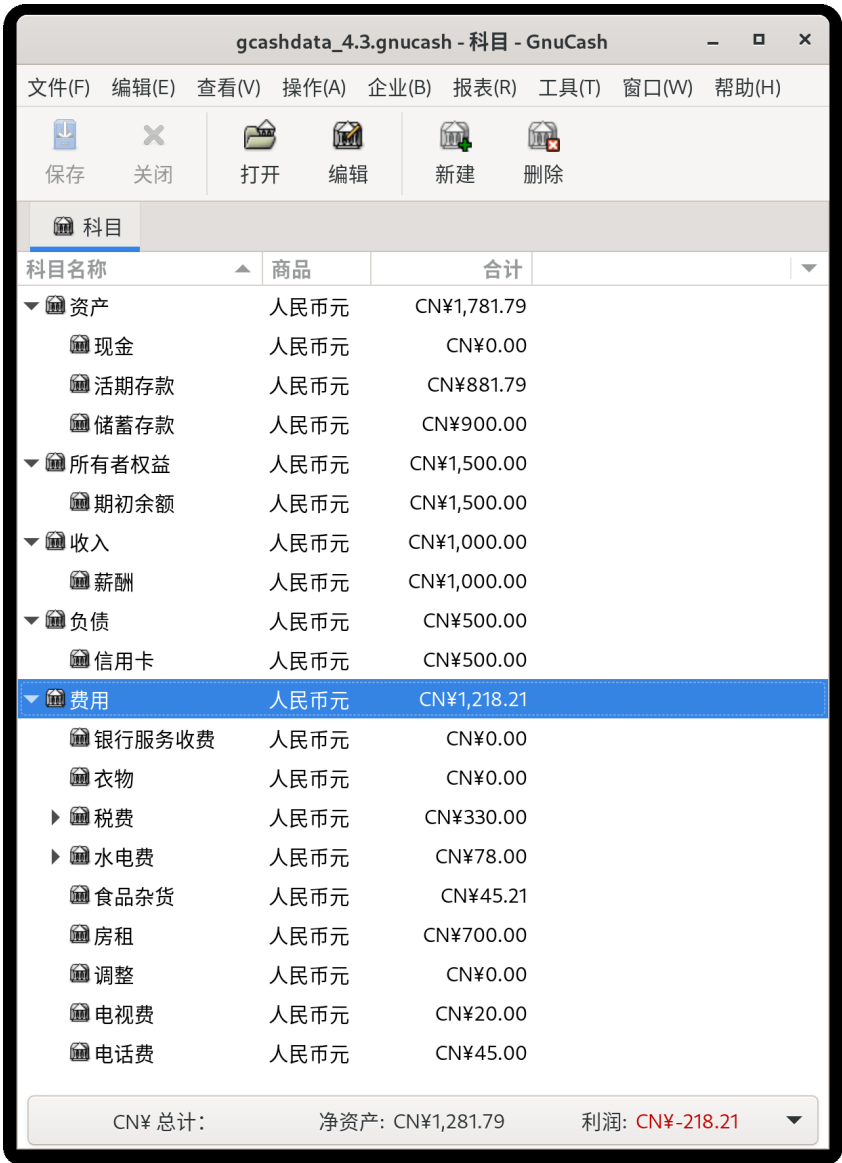 gcashdata_4.3.gnucash - 科目 - GnuCash
文件(F) 编辑(E) 查看(V) 操作(A) 企业(B) 报表(R) 工具(T) 窗口(W) 帮助(H)
保存 关闭 打开 编辑 新建 删除
科目
科目名称 商品 合计
资产 人民币元 CN¥1,781.79
现金 人民币元 CN¥0.00
活期存款 人民币元 CN¥881.79
储蓄存款 人民币元 CN¥900.00
所有者权益 人民币元 CN¥1,500.00
期初余额 人民币元 CN¥1,500.00
收入 人民币元 CN¥1,000.00
薪酬 人民币元 CN¥1,000.00
负债 人民币元 CN¥500.00
信用卡 人民币元 CN¥500.00
费用 人民币元 CN¥1,218.21
银行服务收费 人民币元 CN¥0.00
衣物 人民币元 CN¥0.00
税费 人民币元 CN¥330.00
水电费 人民币元 CN¥78.00
食品杂货 人民币元 CN¥45.21
房租 人民币元 CN¥700.00
调整 人民币元 CN¥0.00
电视费 人民币元 CN¥20.00
电话费 人民币元 CN¥45.00
CN¥ 总计： 净资产: CN¥1,281.79 利润: CN¥-218.21